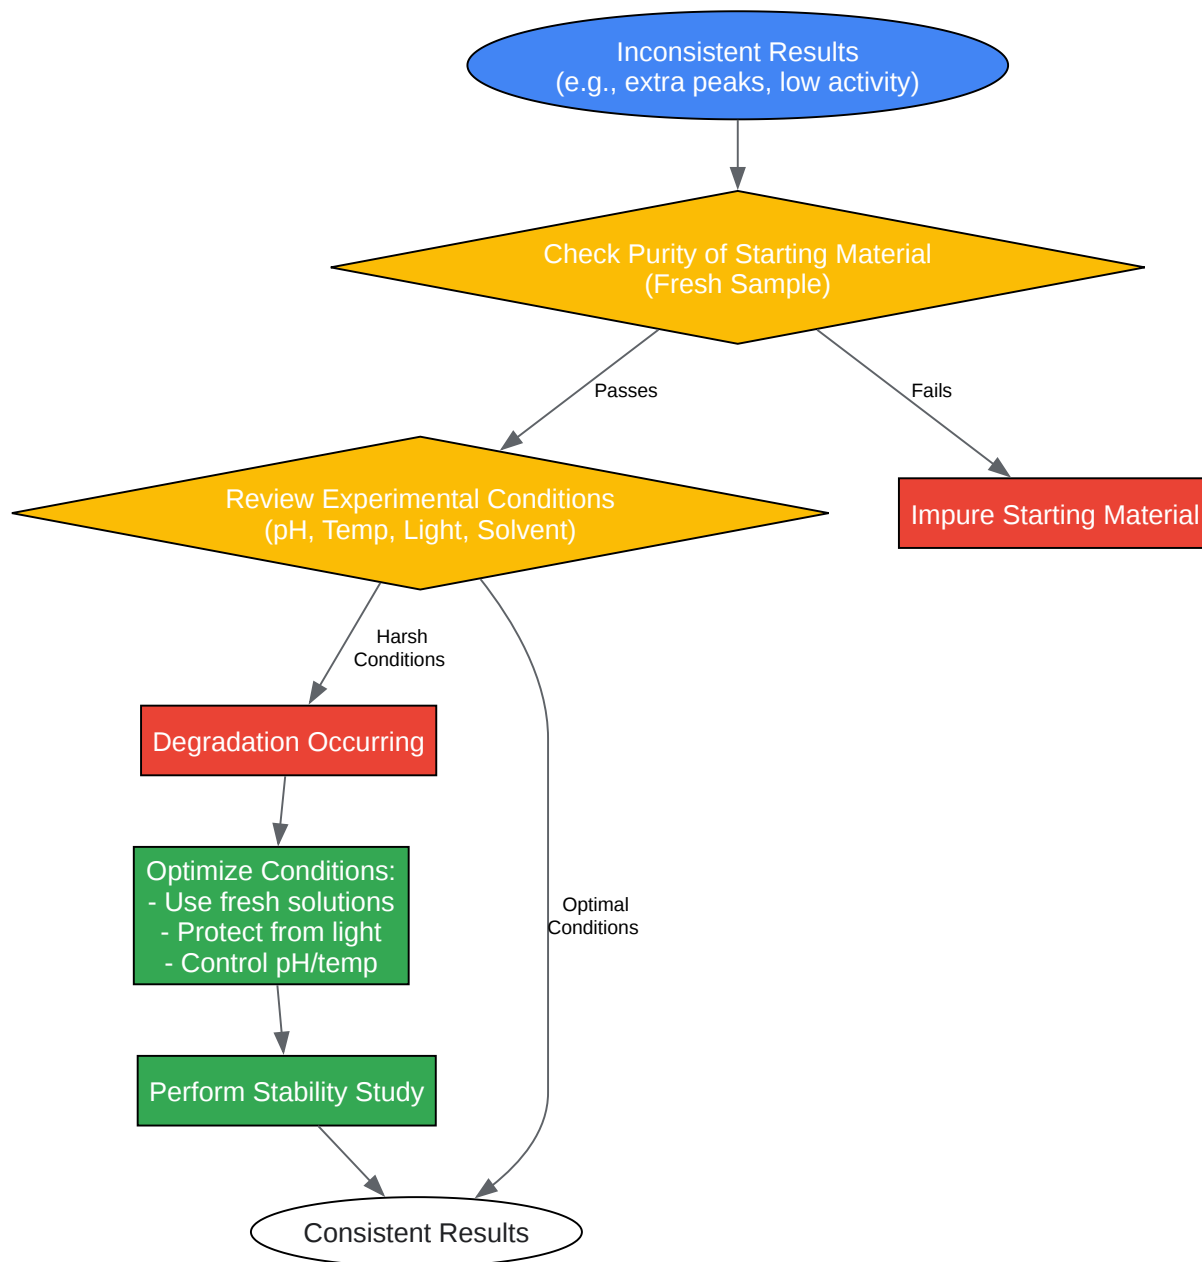 Inconsistent Results
(e.g., extra peaks, low activity)
Check Purity of Starting Material
(Fresh Sample)
Passes
Fails
Review Experimental Conditions
(pH, Temp, Light, Solvent)
Impure Starting Material
Harsh
Conditions
Degradation Occurring
Optimize Conditions:
- Use fresh solutions
- Protect from light
- Control pH/temp
Optimal
Conditions
Perform Stability Study
Consistent Results